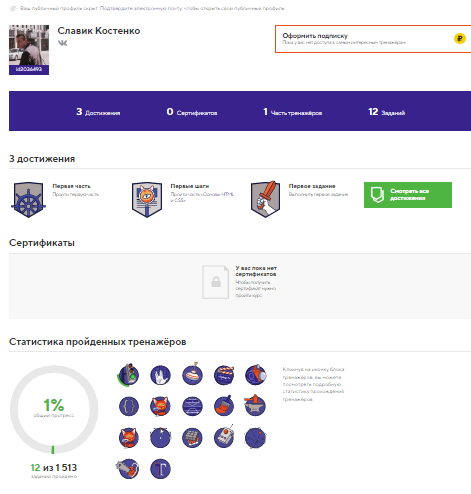 Ваш публичный профиль скрыт. Подтвердите электронную почту, чтобы открыть свой публичный профиль.
Славик Костенко
id2036493
Оформить подписку
Пока у вас нет доступа к самым интересным тренажёрам
3 Достижения
0 Сертификатов
1 Часть тренажёров
12 Заданий
3 достижения
Первая часть
Пройти первую часть
Первые шаги
Пройти часть «Основы HTML
и CSS»
Первое задание
Выполнить первое задание
Смотреть все
достижения
Сертификаты
У вас пока нет
сертификатов
Чтобы получить
сертификат нужно
пройти курс
Статистика пройденных тренажёров
1%
общий прогресс
12 из 1 513
заданий пройдено
Кликнув на иконку блока
тренажёров, вы можете
посмотреть подробную
статистику прохождения
тренажёров.